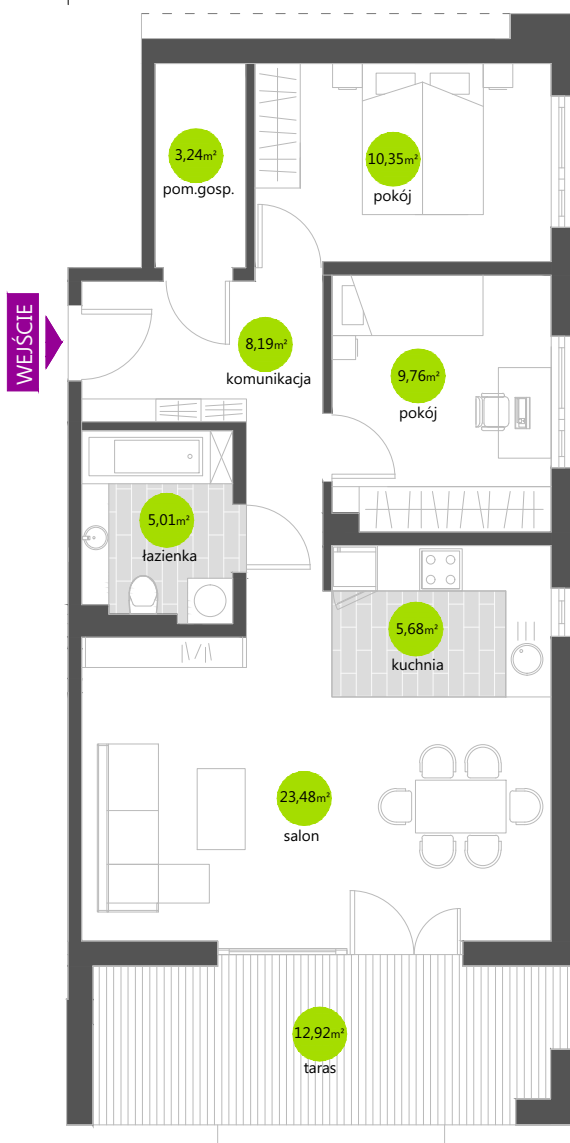 3,24m²
pom.gosp.
10,35m²
pokój
WEJŚCIE
8,19m²
komunikacja
9,76m²
pokój
5,01m²
łazienka
5,68m²
kuchnia
23,48m²
salon
12,92m²
taras